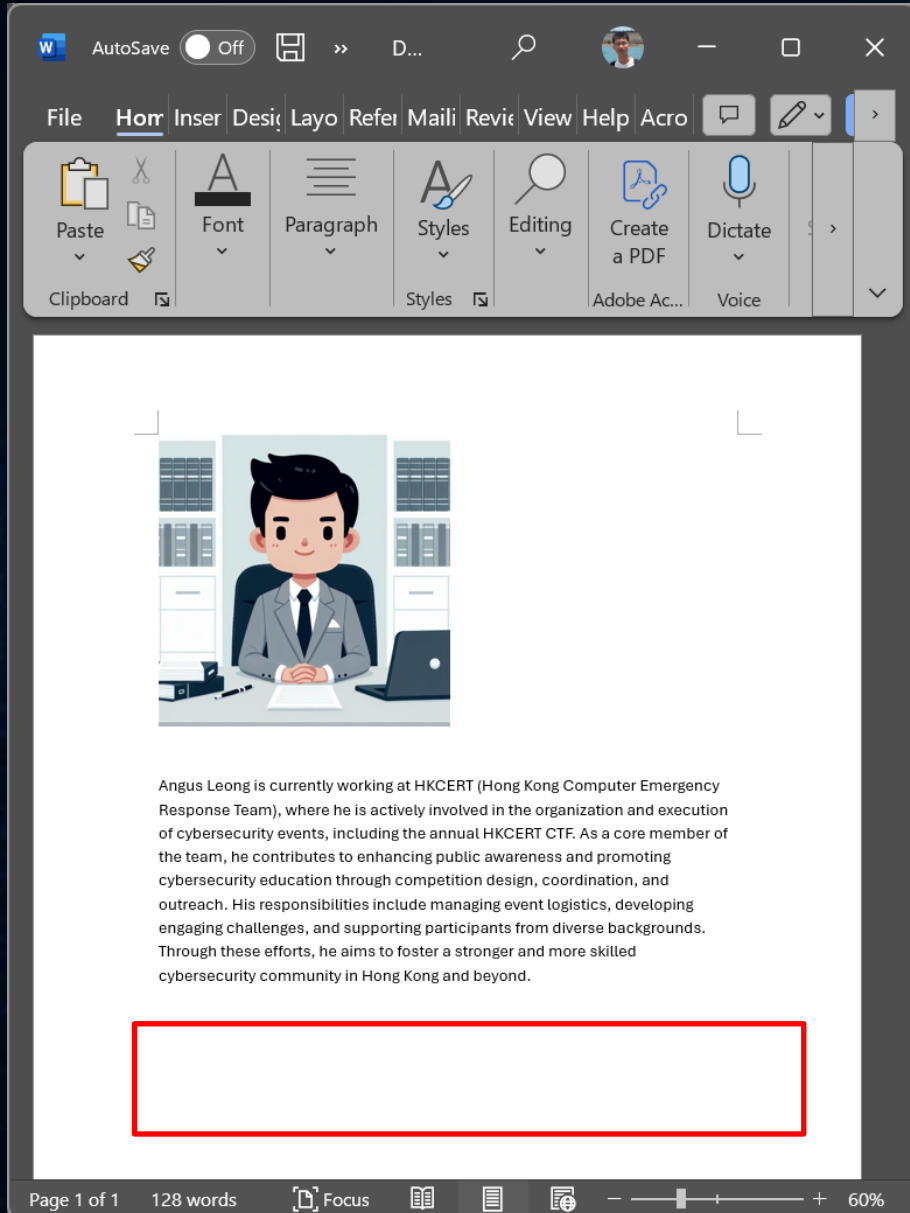 W AutoSave Off » D...
File Hom Inser Desig Layo Refer Maili Revie View Help Acro
Paste Font Paragraph Styles Editing Create a PDF Dictate
Clipboard Styles Adobe Ac... Voice
Angus Leong is currently working at HKCERT (Hong Kong Computer Emergency
Response Team), where he is actively involved in the organization and execution
of cybersecurity events, including the annual HKCERT CTF. As a core member of
the team, he contributes to enhancing public awareness and promoting
cybersecurity education through competition design, coordination, and
outreach. His responsibilities include managing event logistics, developing
engaging challenges, and supporting participants from diverse backgrounds.
Through these efforts, he aims to foster a stronger and more skilled
cybersecurity community in Hong Kong and beyond.
Page 1 of 1 128 words Focus − + 60%